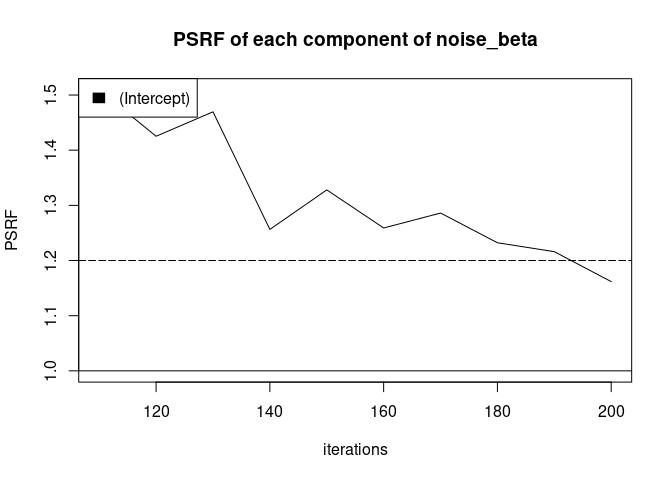 PSRF of each component of noise_beta
(Intercept)
PSRF
1.5
1.4
1.3
1.2
1.1
1.0
120 140 160 180 200
iterations